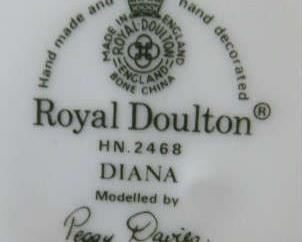 Hand made and hand decorated
MADE IN ENGLAND
ROYAL·DOULTON
ENGLAND
BONE CHINA
Royal Doulton®
HN.2468
DIANA
Modelled by
Peggy Davies.